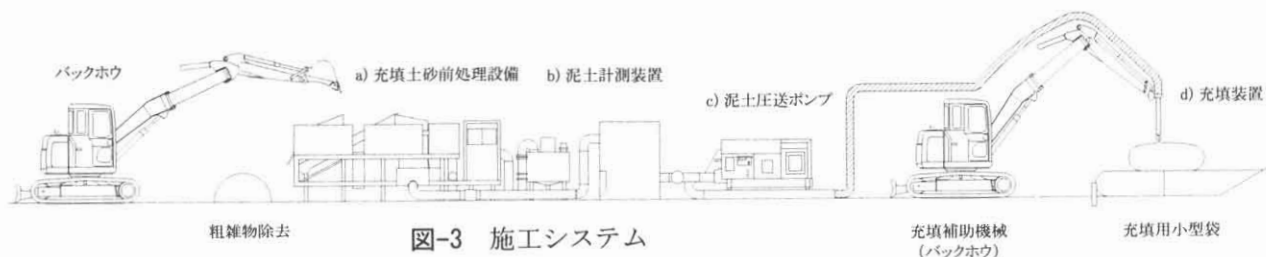 バックホウ
a) 充填土砂前処理設備
b) 泥土計測装置
c) 泥土圧送ポンプ
d) 充填装置
粗雑物除去
充填補助機械
(バックホウ)
充填用小型袋
図-3 施工システム